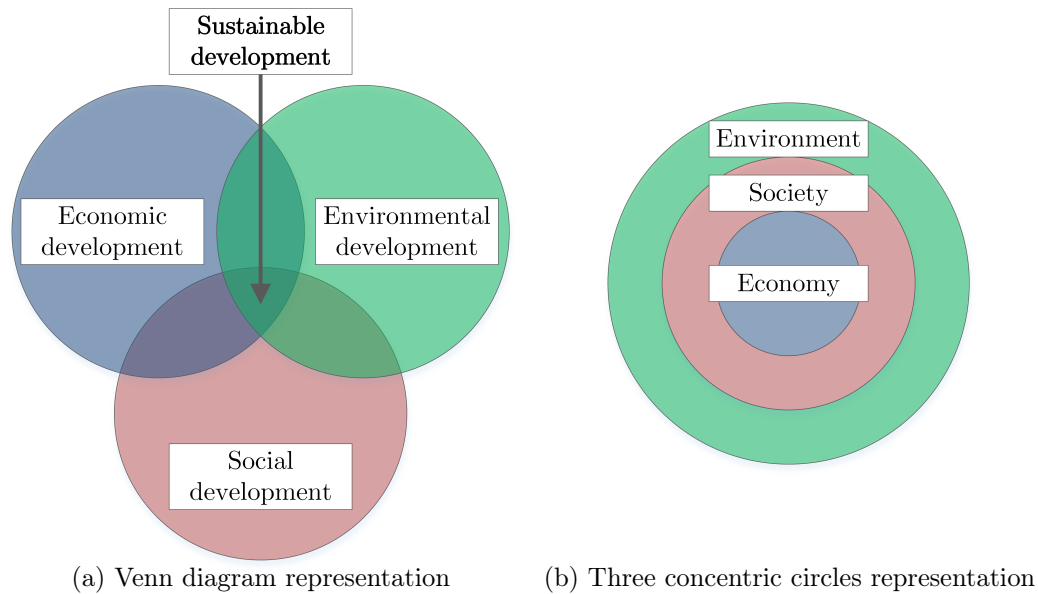 Sustainable
development
Economic
development
Environmental
development
Social
development
(a) Venn diagram representation
Environment
Society
Economy
(b) Three concentric circles representation